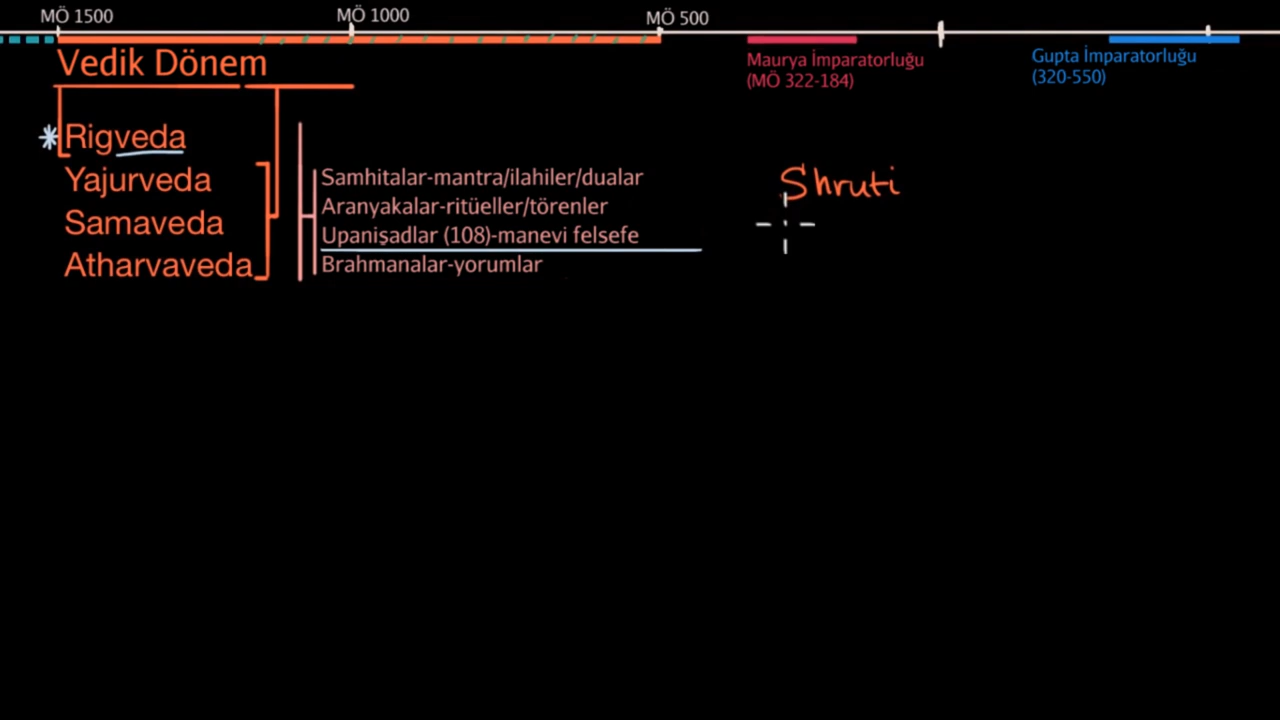 MÖ 1500
MÖ 1000
MÖ 500
Vedik Dönem
Maurya İmparatorluğu
(MÖ 322-184)
Gupta İmparatorluğu
(320-550)
*Rigveda
Yajurveda
Samaveda
Atharvaveda
Samhitalar-mantra/ilahiler/dualar
Aranyakalar-ritüeller/törenler
Upanişadlar (108)-manevi felsefe
Brahmanalar-yorumlar
Shruti